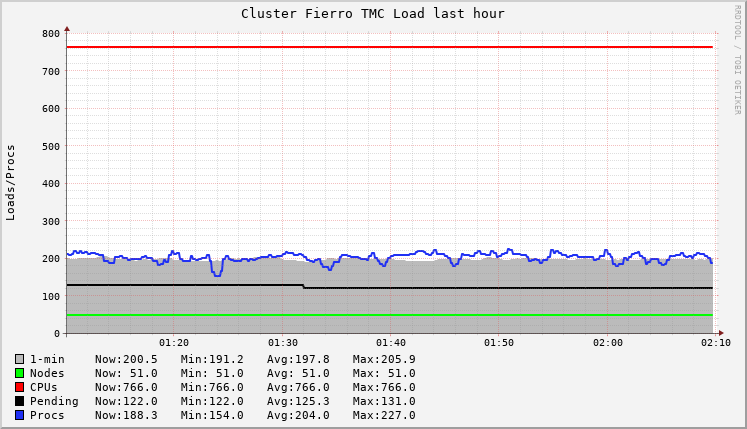 Cluster Fierro TMC Load last hour
RRDTOOL / TOBI OETIKER
Loads/Procs
800
700
600
500
400
300
200
100
0
01:20 01:30 01:40 01:50 02:00 02:10
1-min Now:200.5 Min:191.2 Avg:197.8 Max:205.9
Nodes Now: 51.0 Min: 51.0 Avg: 51.0 Max: 51.0
CPUs Now:766.0 Min:766.0 Avg:766.0 Max:766.0
Pending Now:122.0 Min:122.0 Avg:125.3 Max:131.0
Procs Now:188.3 Min:154.0 Avg:204.0 Max:227.0